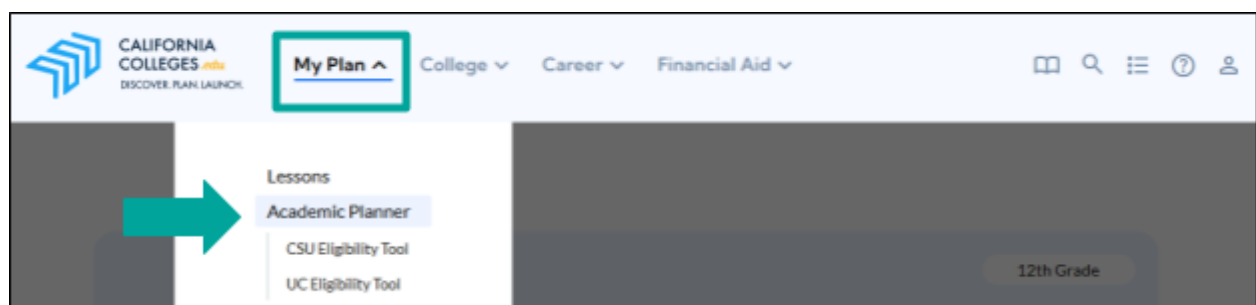 CALIFORNIA
COLLEGES.edu
DISCOVER. PLAN. LAUNCH.
My Plan College Career Financial Aid
Lessons
Academic Planner
CSU Eligibility Tool
UC Eligibility Tool
12th Grade